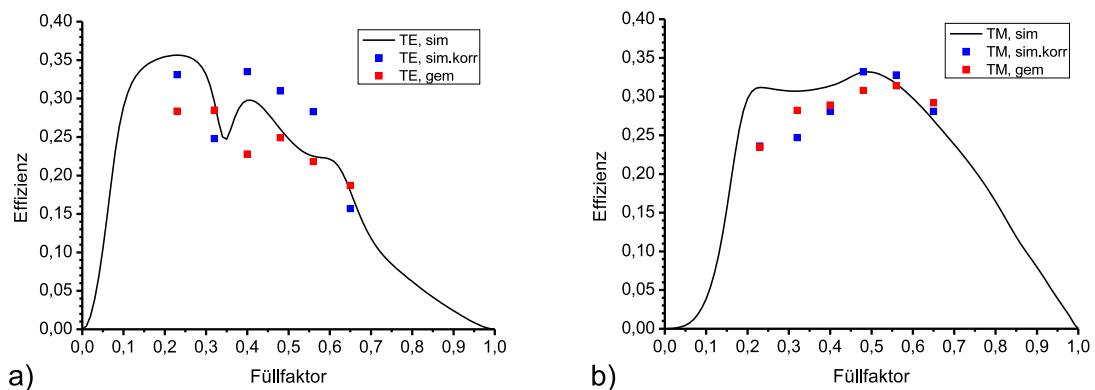 0,40
0,35
0,30
0,25
0,20
0,15
0,10
0,05
0,00
Effizienz
TE, sim
TE, sim.korr
TE, gem
0,0 0,1 0,2 0,3 0,4 0,5 0,6 0,7 0,8 0,9 1,0
Füllfaktor
a)
0,40
0,35
0,30
0,25
0,20
0,15
0,10
0,05
0,00
Effizienz
TM, sim
TM, sim.korr
TM, gem
0,0 0,1 0,2 0,3 0,4 0,5 0,6 0,7 0,8 0,9 1,0
Füllfaktor
b)